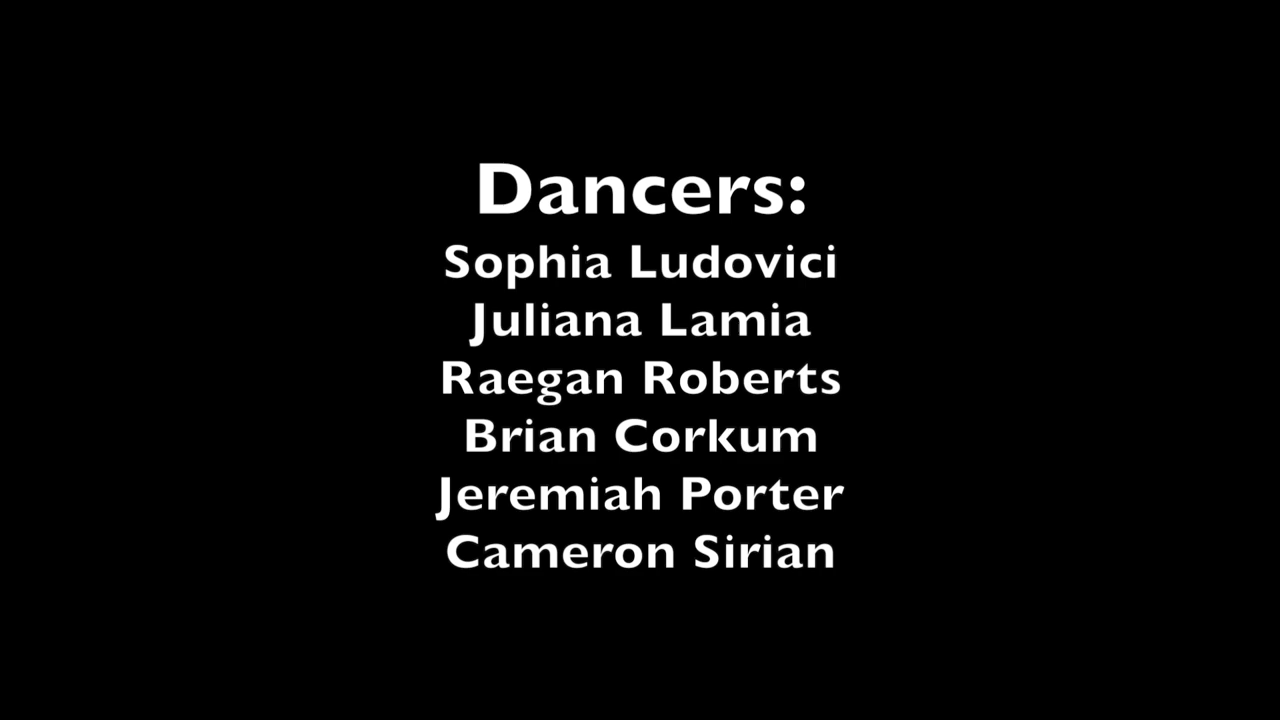 Dancers:
Sophia Ludovici
Juliana Lamia
Raegan Roberts
Brian Corkum
Jeremiah Porter
Cameron Sirian